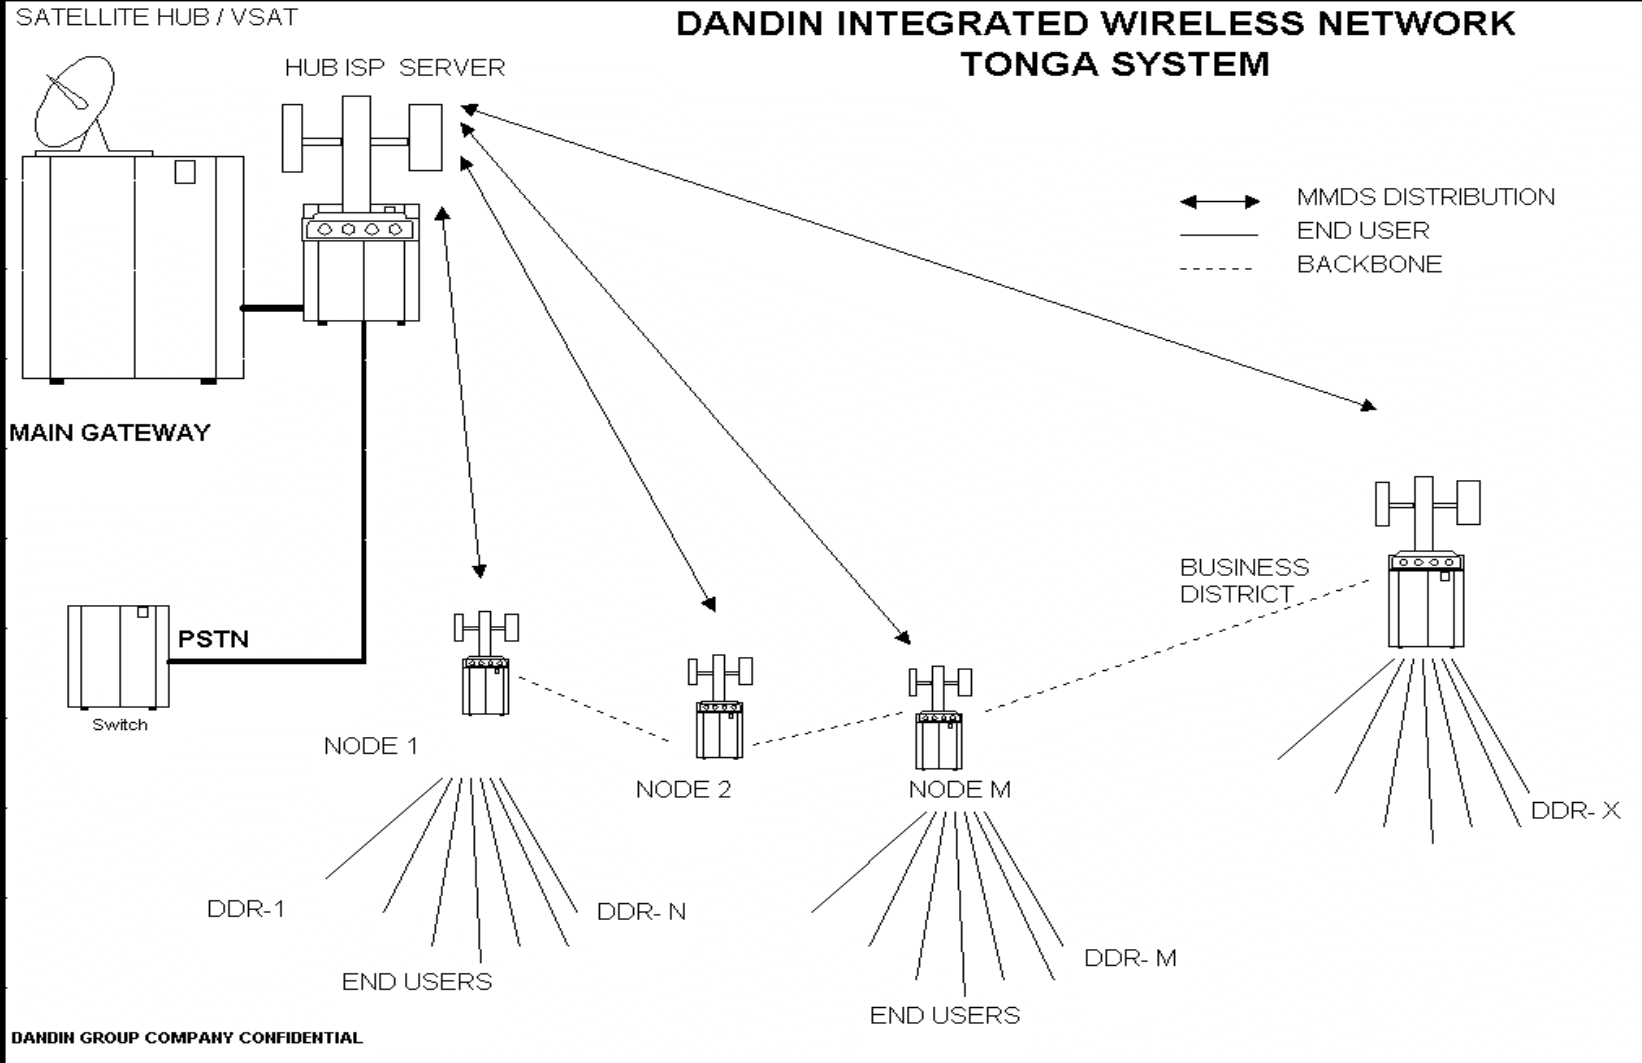 SATELLITE HUB / VSAT
DANDIN INTEGRATED WIRELESS NETWORK
TONGA SYSTEM
HUB ISP SERVER
MMDS DISTRIBUTION
END USER
BACKBONE
MAIN GATEWAY
BUSINESS
DISTRICT
PSTN
Switch
NODE 1
NODE 2
NODE M
DDR- X
DDR-1
DDR- N
DDR- M
END USERS
END USERS
DANDIN GROUP COMPANY CONFIDENTIAL